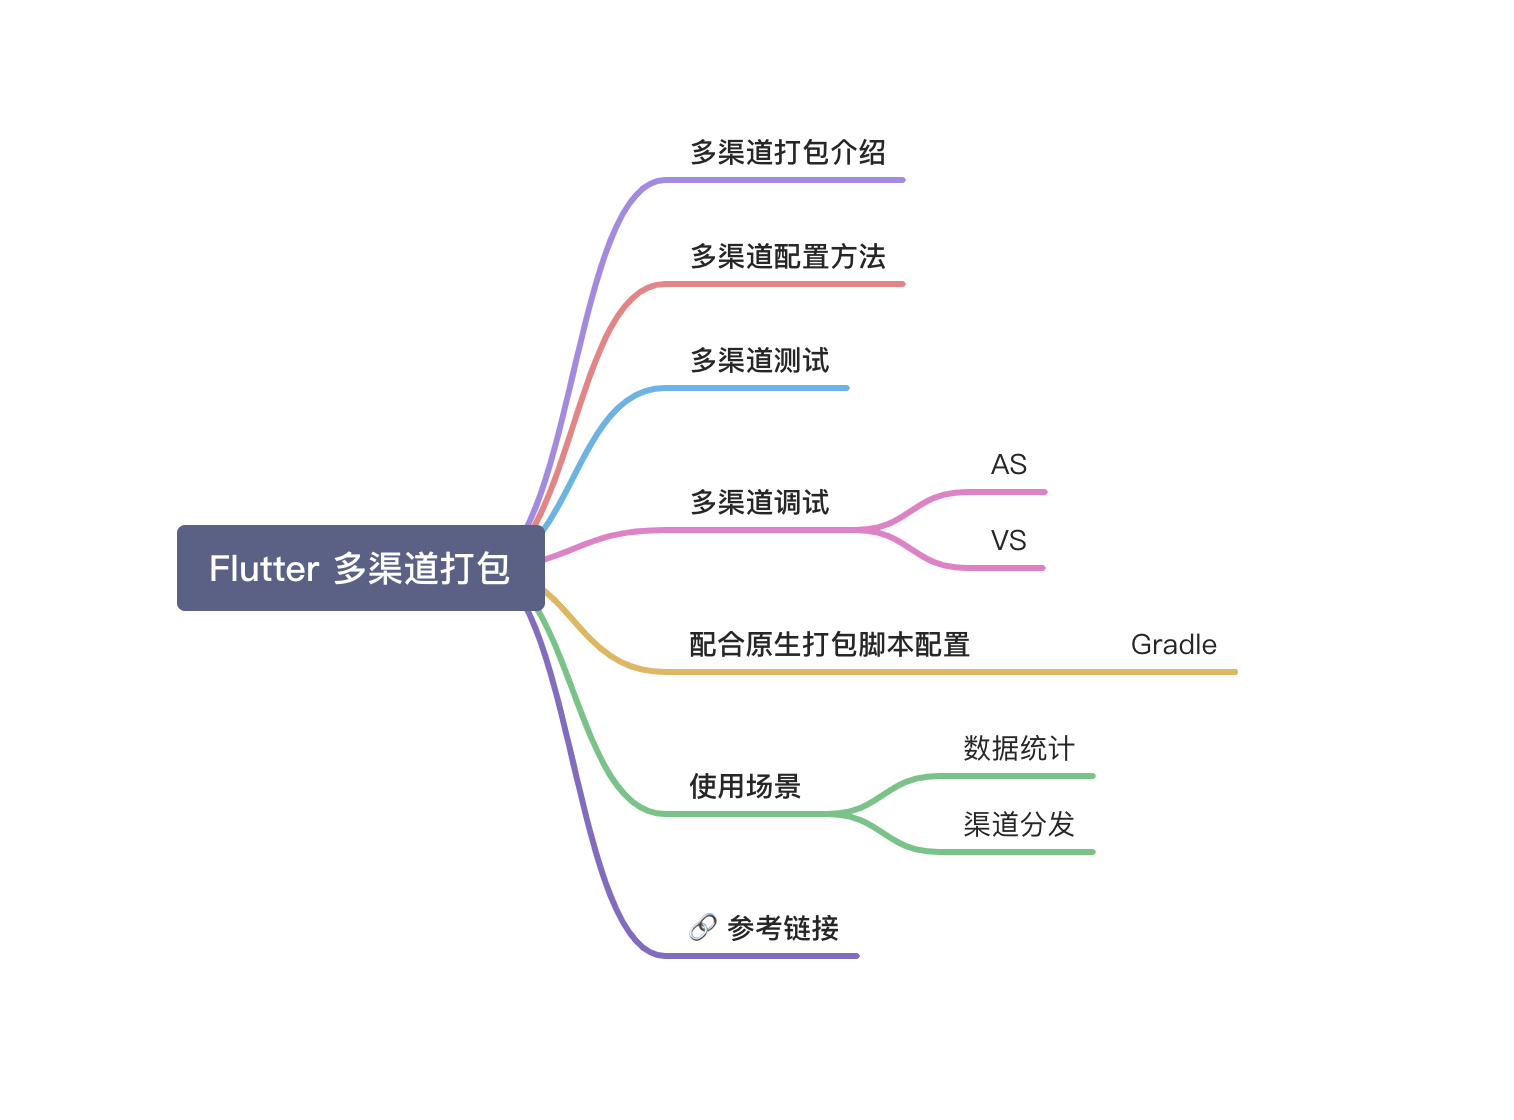 多渠道打包介绍
多渠道配置方法
多渠道测试
AS
多渠道调试
VS
Flutter 多渠道打包
配合原生打包脚本配置
Gradle
数据统计
使用场景
渠道分发
🔗 参考链接